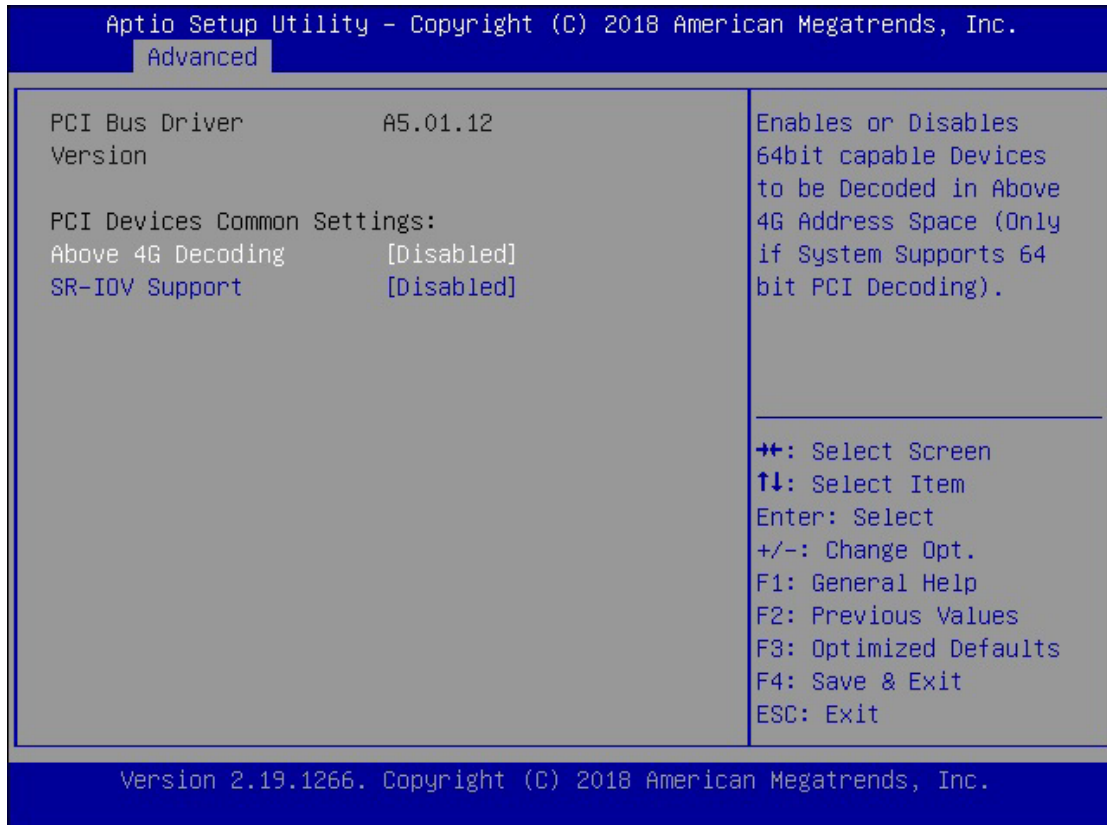 Aptio Setup Utility – Copyright (C) 2018 American Megatrends, Inc.
Advanced
PCI Bus Driver A5.01.12
Version
PCI Devices Common Settings:
Above 4G Decoding [Disabled]
SR-IOV Support [Disabled]
Enables or Disables
64bit capable Devices
to be Decoded in Above
4G Address Space (Only
if System Supports 64
bit PCI Decoding).
→←: Select Screen
↑↓: Select Item
Enter: Select
+/-: Change Opt.
F1: General Help
F2: Previous Values
F3: Optimized Defaults
F4: Save & Exit
ESC: Exit
Version 2.19.1266. Copyright (C) 2018 American Megatrends, Inc.